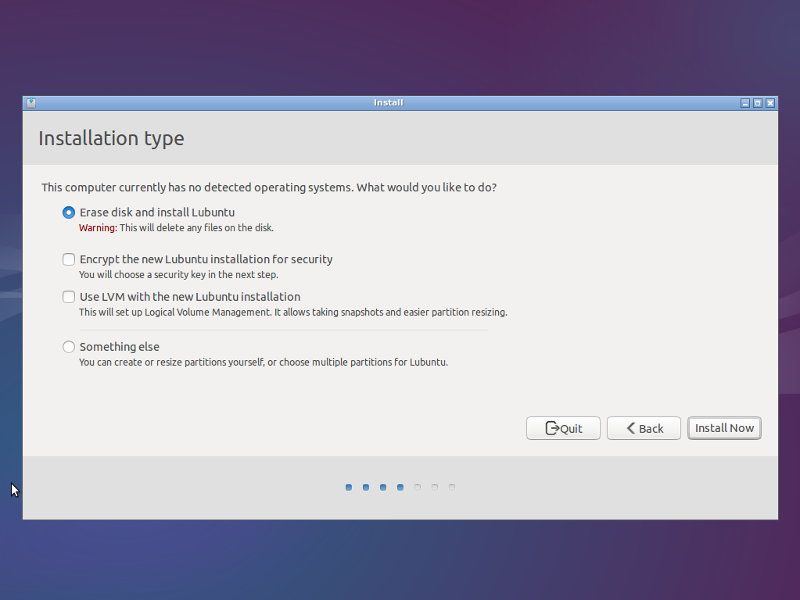 Install
Installation type
This computer currently has no detected operating systems. What would you like to do?
Erase disk and install Lubuntu
Warning: This will delete any files on the disk.
Encrypt the new Lubuntu installation for security
You will choose a security key in the next step.
Use LVM with the new Lubuntu installation
This will set up Logical Volume Management. It allows taking snapshots and easier partition resizing.
Something else
You can create or resize partitions yourself, or choose multiple partitions for Lubuntu.
Quit Back Install Now